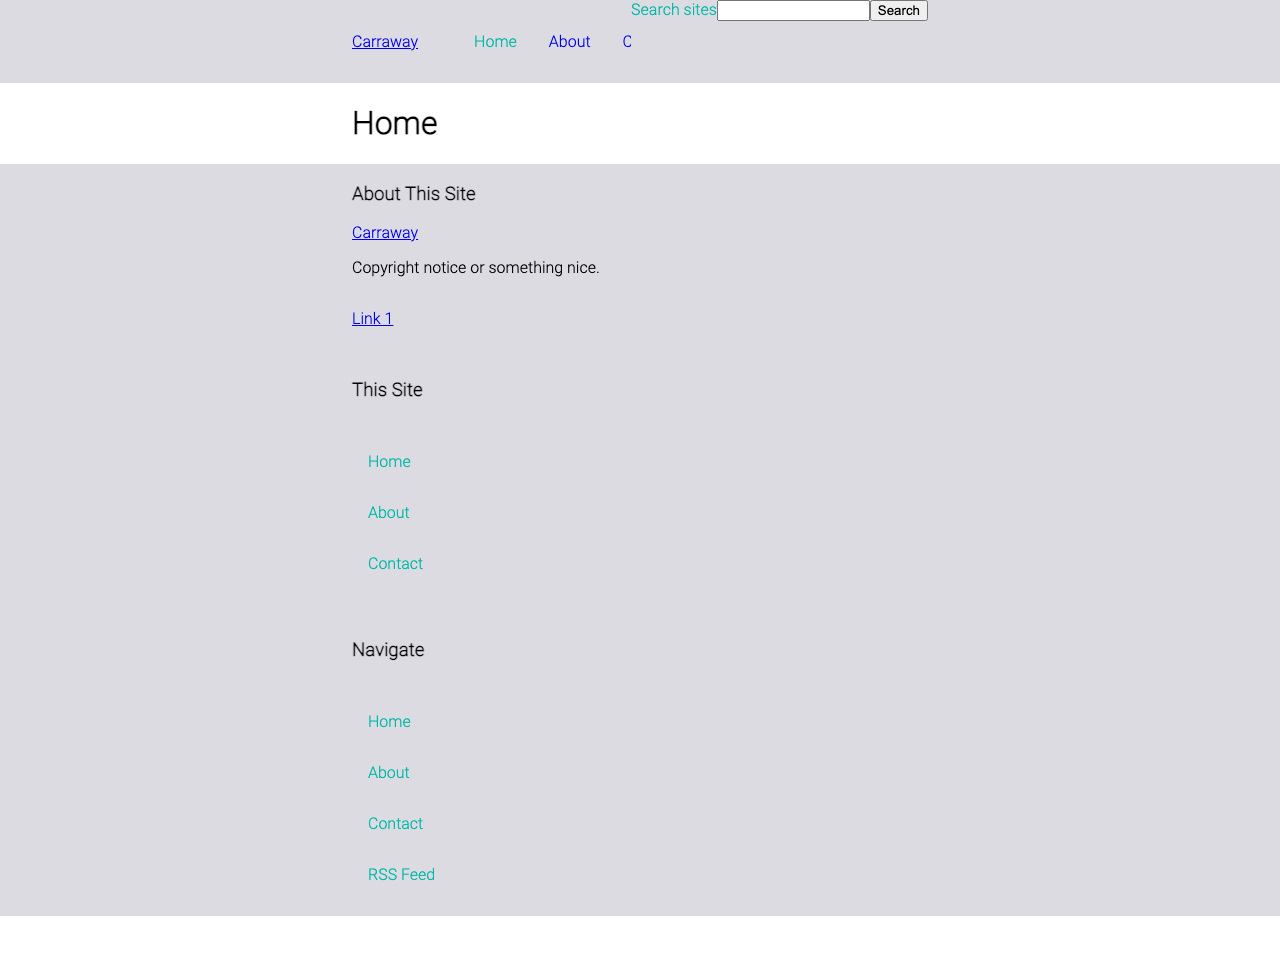 Search sites Search
Carraway Home About C
Home
About This Site
Carraway
Copyright notice or something nice.
Link 1
This Site
Home
About
Contact
Navigate
Home
About
Contact
RSS Feed